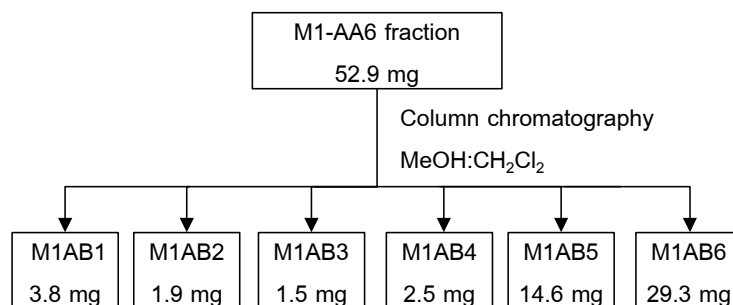 M1-AA6 fraction
52.9 mg
Column chromatography
MeOH:CH₂Cl₂
M1AB1 M1AB2 M1AB3 M1AB4 M1AB5 M1AB6
3.8 mg 1.9 mg 1.5 mg 2.5 mg 14.6 mg 29.3 mg